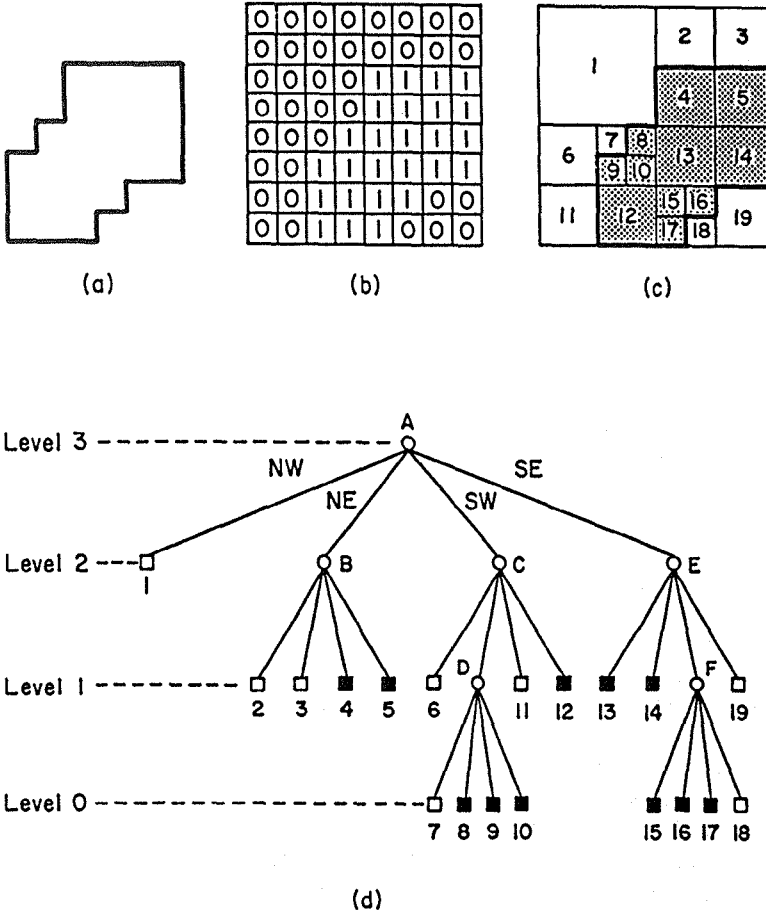 0 0 0 0 0 0 0 0
0 0 0 0 0 0 0 0
0 0 0 0 1 1 1 1
0 0 0 0 1 1 1 1
0 0 0 1 1 1 1 1
0 0 1 1 1 1 1 1
0 0 1 1 1 1 0 0
0 0 1 1 1 0 0 0
2 3
1
4 5
6 7 8 13 14
9 10
11 12 15 16 19
17 18
(a) (b) (c)
A
Level 3
NW NE SW SE
Level 2 B C E
1
Level 1 D F
2 3 4 5 6 11 12 13 14 19
Level 0
7 8 9 10 15 16 17 18
(d)